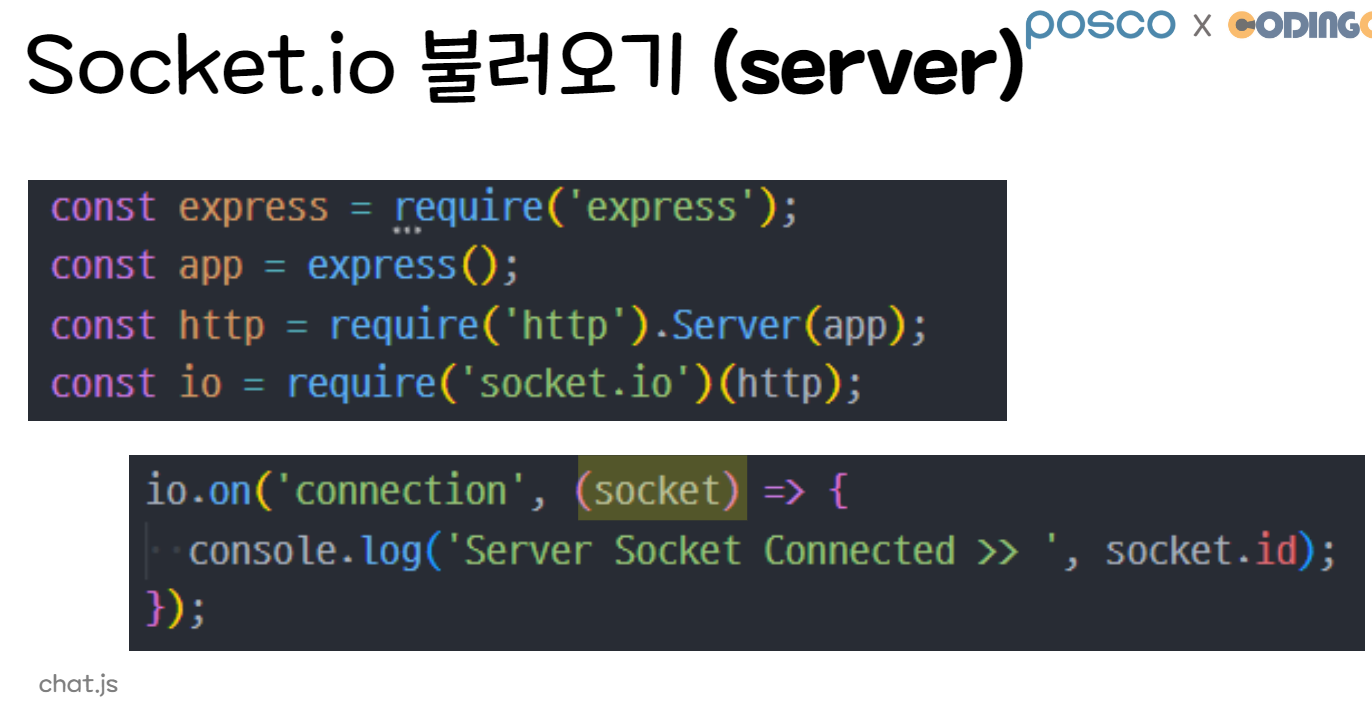 Socket.io 불러오기 (server)
posco x CODING
const express = require('express');
const app = express();
const http = require('http').Server(app);
const io = require('socket.io')(http);
io.on('connection', (socket) => {
console.log('Server Socket Connected >> ', socket.id);
});
chat.js